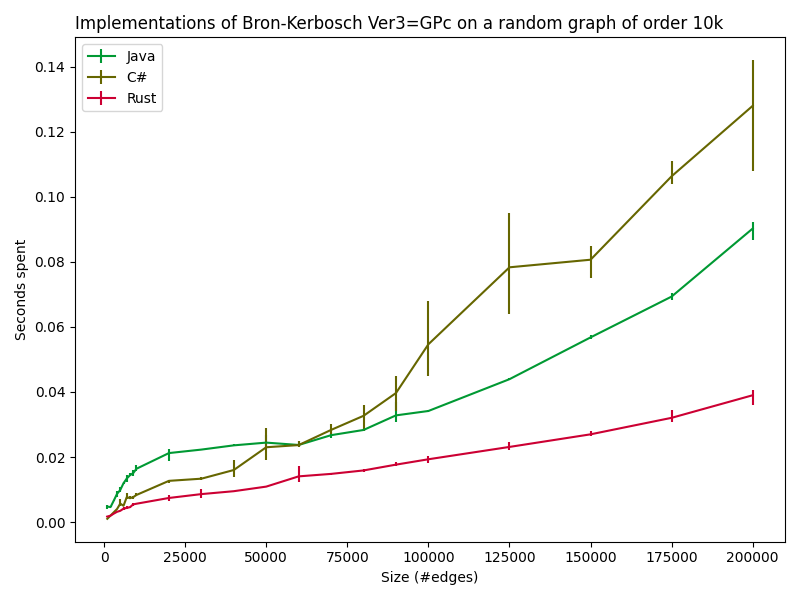 Implementations of Bron-Kerbosch Ver3=GPc on a random graph of order 10k
Java
C#
Rust
0.14
0.12
0.10
0.08
0.06
0.04
0.02
0.00
Seconds spent
0 25000 50000 75000 100000 125000 150000 175000 200000
Size (#edges)